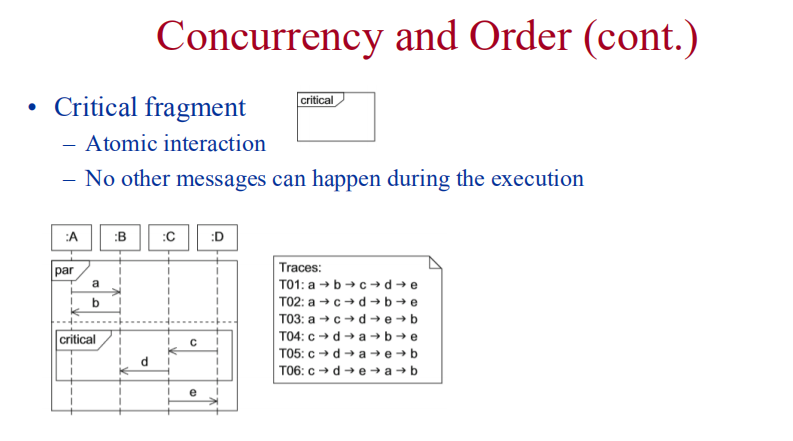 Concurrency and Order (cont.)
• Critical fragment
critical
– Atomic interaction
– No other messages can happen during the execution
:A :B :C :D
par
a
b
critical
c
d
e
Traces:
T01: a → b → c → d → e
T02: a → c → d → b → e
T03: a → c → d → e → b
T04: c → d → a → b → e
T05: c → d → a → e → b
T06: c → d → e → a → b